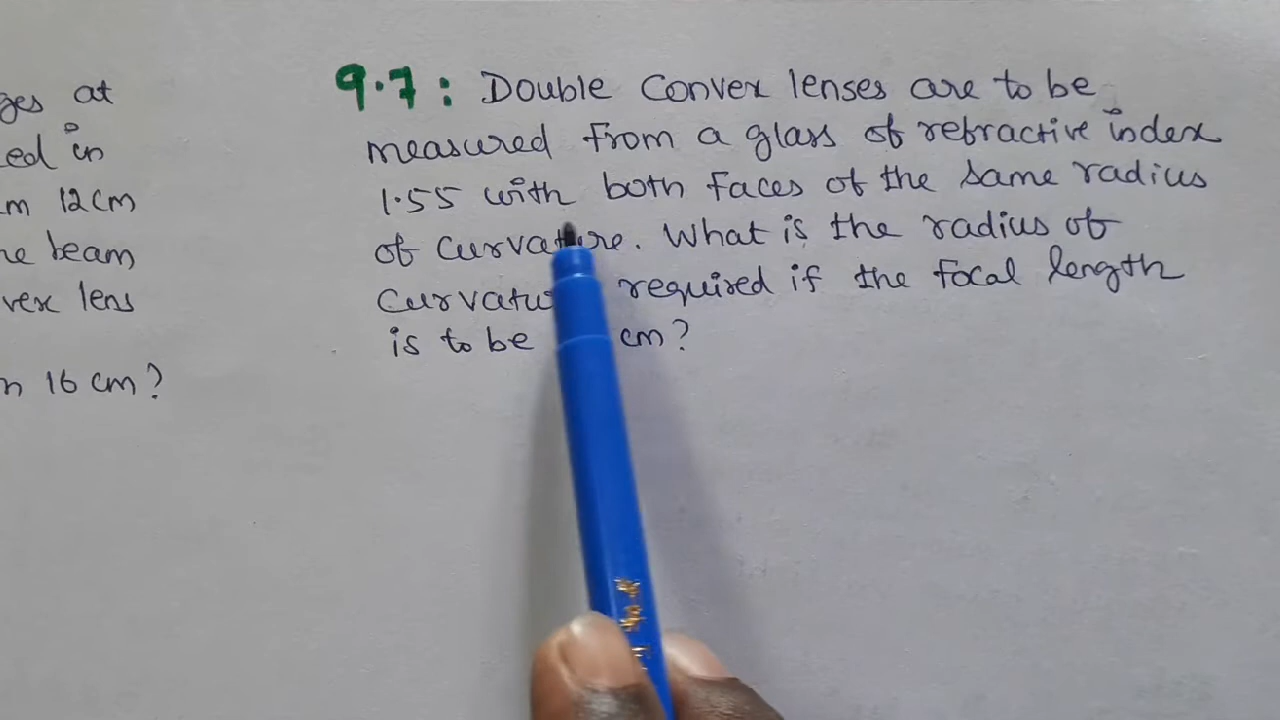 ges at
ed in
m 12cm
he beam
vex lens
n 16 cm?
9.7: Double Convex lenses are to be
measured from a glass of refractive index
1.55 with both faces of the same radius
of curvature. What is the radius of
curvatu required if the focal length
is to be cm?